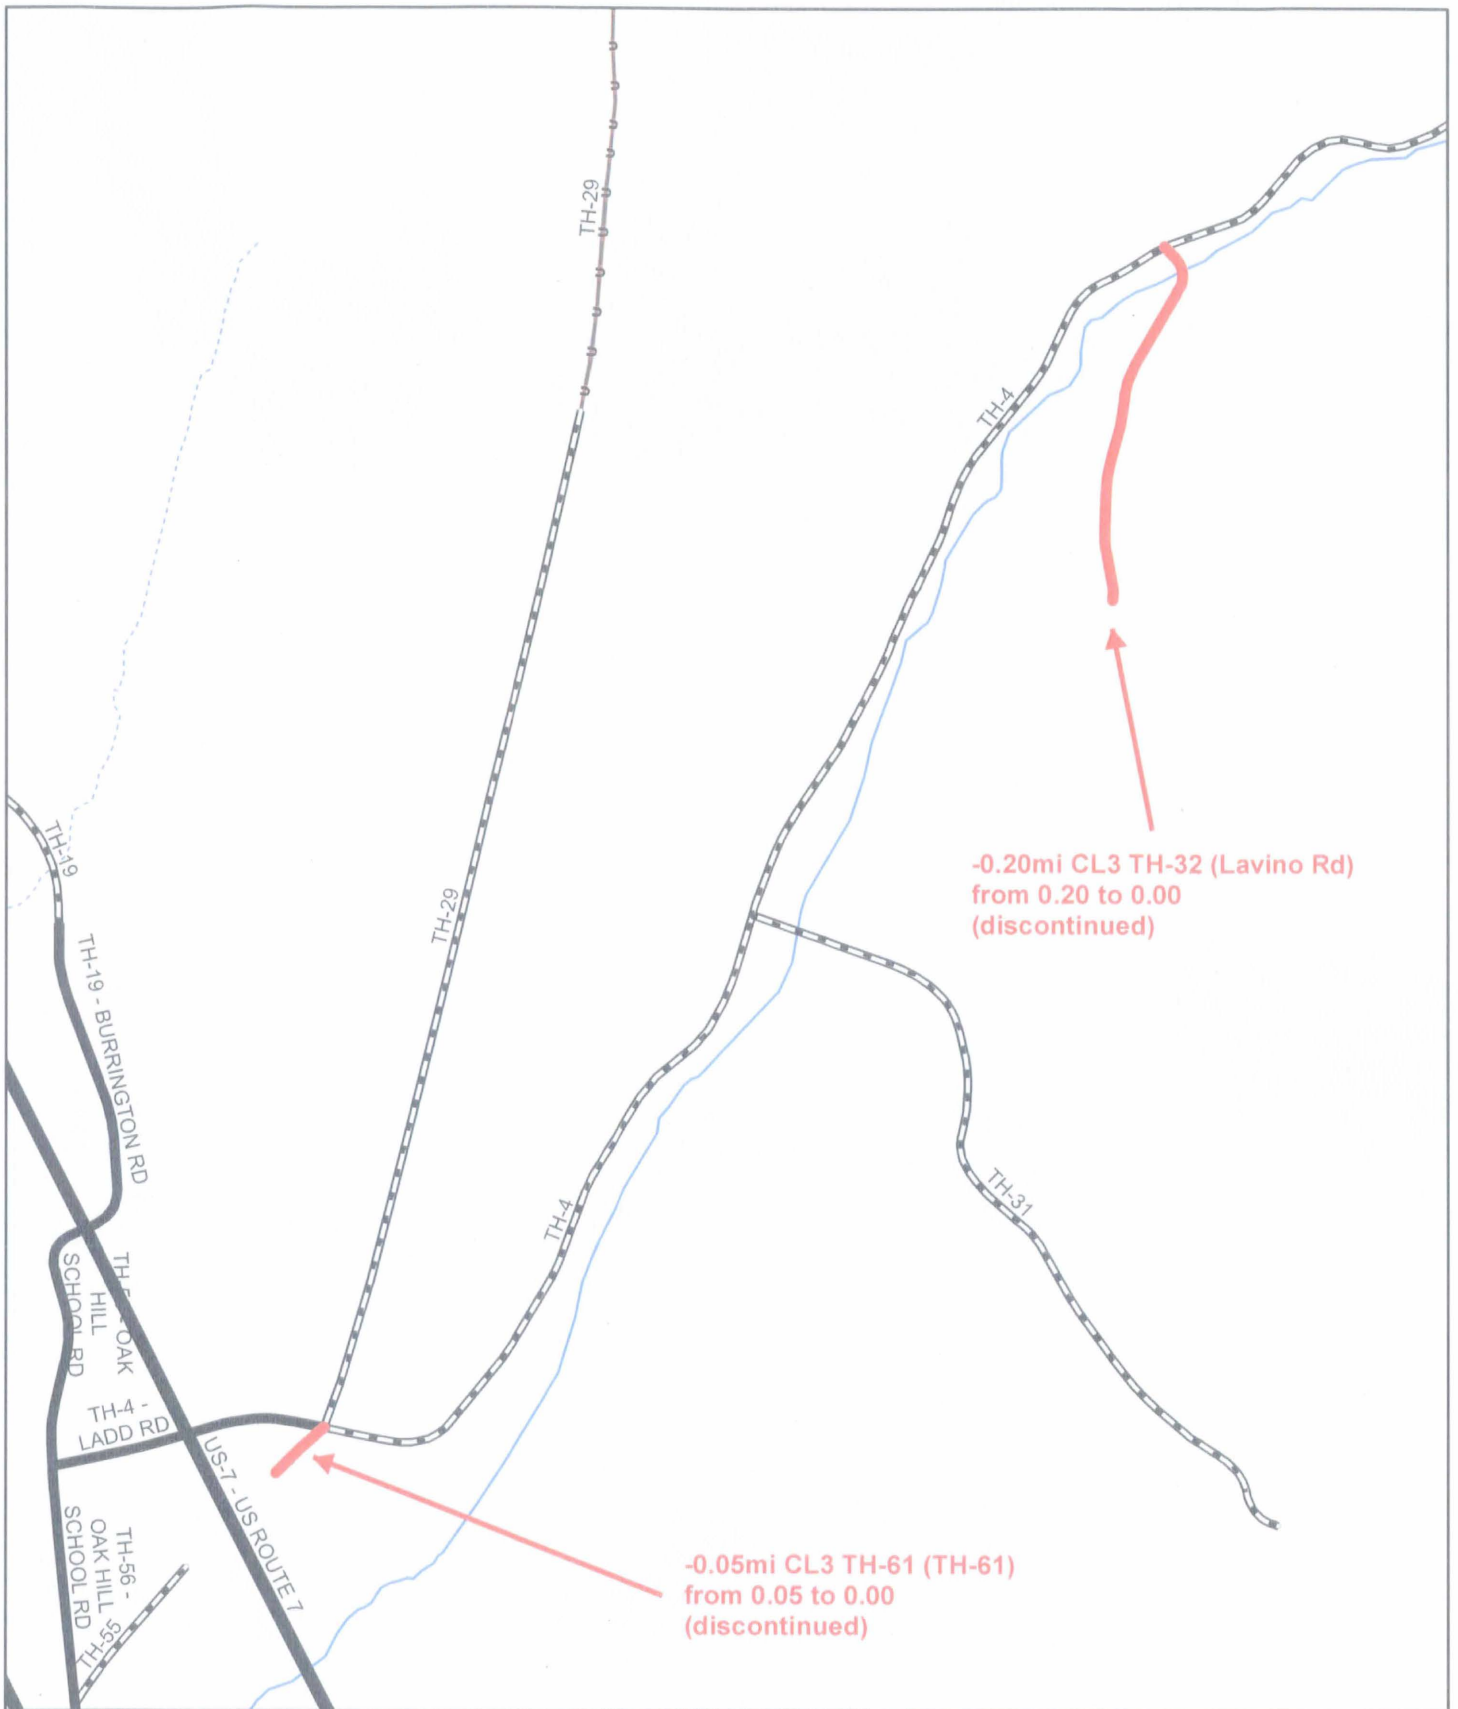 TH-29
TH-4
-0.20mi CL3 TH-32 (Lavino Rd)
from 0.20 to 0.00
(discontinued)
TH-19
TH-29
TH-19 - BURRINGTON RD
TH-31
TH-4
OAK
HILL
SCHOOL RD
TH-4 -
LADD RD
US-7 - US ROUTE 7
TH-56 -
OAK HILL
SCHOOL RD
TH-55
-0.05mi CL3 TH-61 (TH-61)
from 0.05 to 0.00
(discontinued)